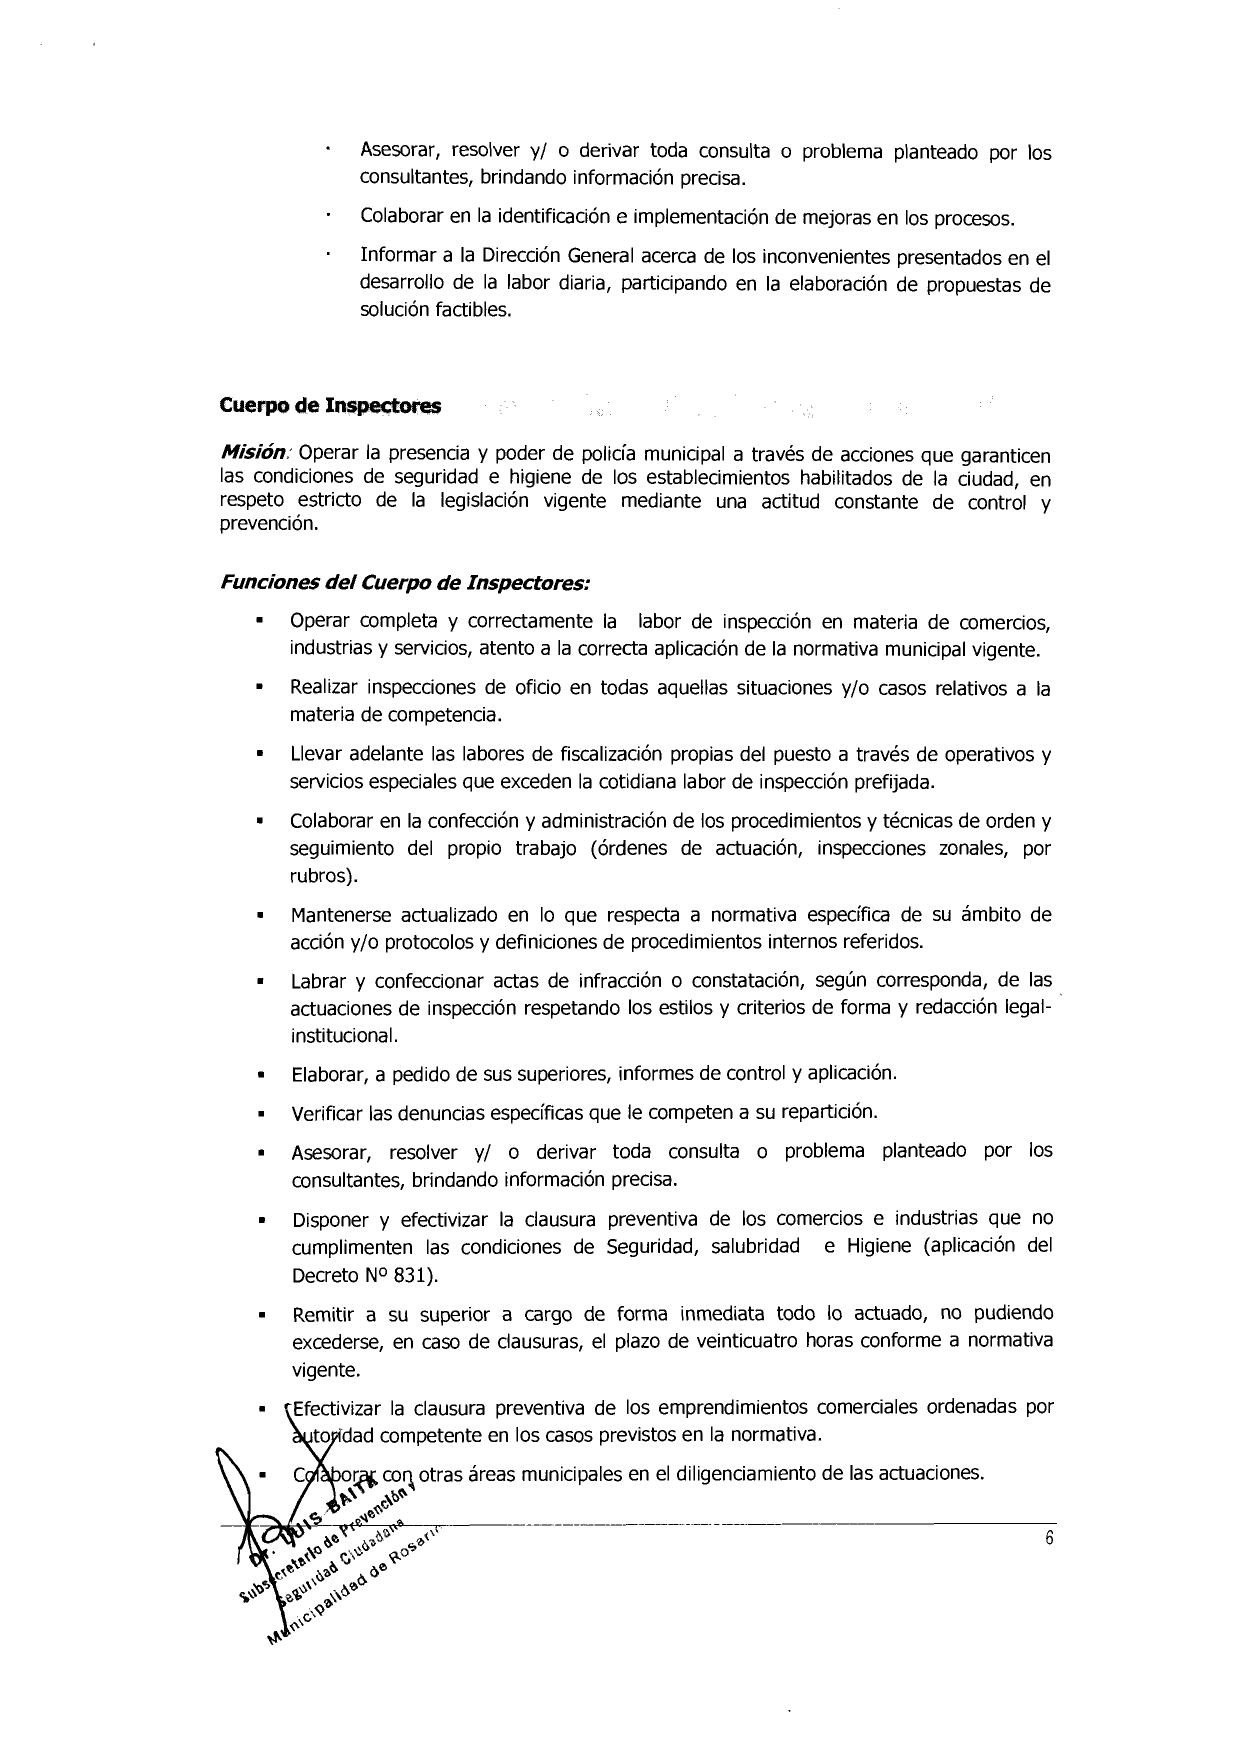 · Asesorar, resolver y/ o derivar toda consulta o problema planteado por los
consultantes, brindando información precisa.
· Colaborar en la identificación e implementación de mejoras en los procesos.
· Informar a la Dirección General acerca de los inconvenientes presentados en el
desarrollo de la labor diaria, participando en la elaboración de propuestas de
solución factibles.
Cuerpo de Inspectores
Misión: Operar la presencia y poder de policía municipal a través de acciones que garanticen
las condiciones de seguridad e higiene de los establecimientos habilitados de la ciudad, en
respeto estricto de la legislación vigente mediante una actitud constante de control y
prevención.
Funciones del Cuerpo de Inspectores:
▪ Operar completa y correctamente la labor de inspección en materia de comercios,
industrias y servicios, atento a la correcta aplicación de la normativa municipal vigente.
▪ Realizar inspecciones de oficio en todas aquellas situaciones y/o casos relativos a la
materia de competencia.
▪ Llevar adelante las labores de fiscalización propias del puesto a través de operativos y
servicios especiales que exceden la cotidiana labor de inspección prefijada.
▪ Colaborar en la confección y administración de los procedimientos y técnicas de orden y
seguimiento del propio trabajo (órdenes de actuación, inspecciones zonales, por
rubros).
▪ Mantenerse actualizado en lo que respecta a normativa específica de su ámbito de
acción y/o protocolos y definiciones de procedimientos internos referidos.
▪ Labrar y confeccionar actas de infracción o constatación, según corresponda, de las
actuaciones de inspección respetando los estilos y criterios de forma y redacción legal-
institucional.
▪ Elaborar, a pedido de sus superiores, informes de control y aplicación.
▪ Verificar las denuncias específicas que le competen a su repartición.
▪ Asesorar, resolver y/ o derivar toda consulta o problema planteado por los
consultantes, brindando información precisa.
▪ Disponer y efectivizar la clausura preventiva de los comercios e industrias que no
cumplimenten las condiciones de Seguridad, salubridad e Higiene (aplicación del
Decreto Nº 831).
▪ Remitir a su superior a cargo de forma inmediata todo lo actuado, no pudiendo
excederse, en caso de clausuras, el plazo de veinticuatro horas conforme a normativa
vigente.
▪ Efectivizar la clausura preventiva de los emprendimientos comerciales ordenadas por
autoridad competente en los casos previstos en la normativa.
▪ Colaborar con otras áreas municipales en el diligenciamiento de las actuaciones.
Dr. LUIS BAITA
Subsecretario de Prevención y
Seguridad Ciudadana
Municipalidad de Rosario
6